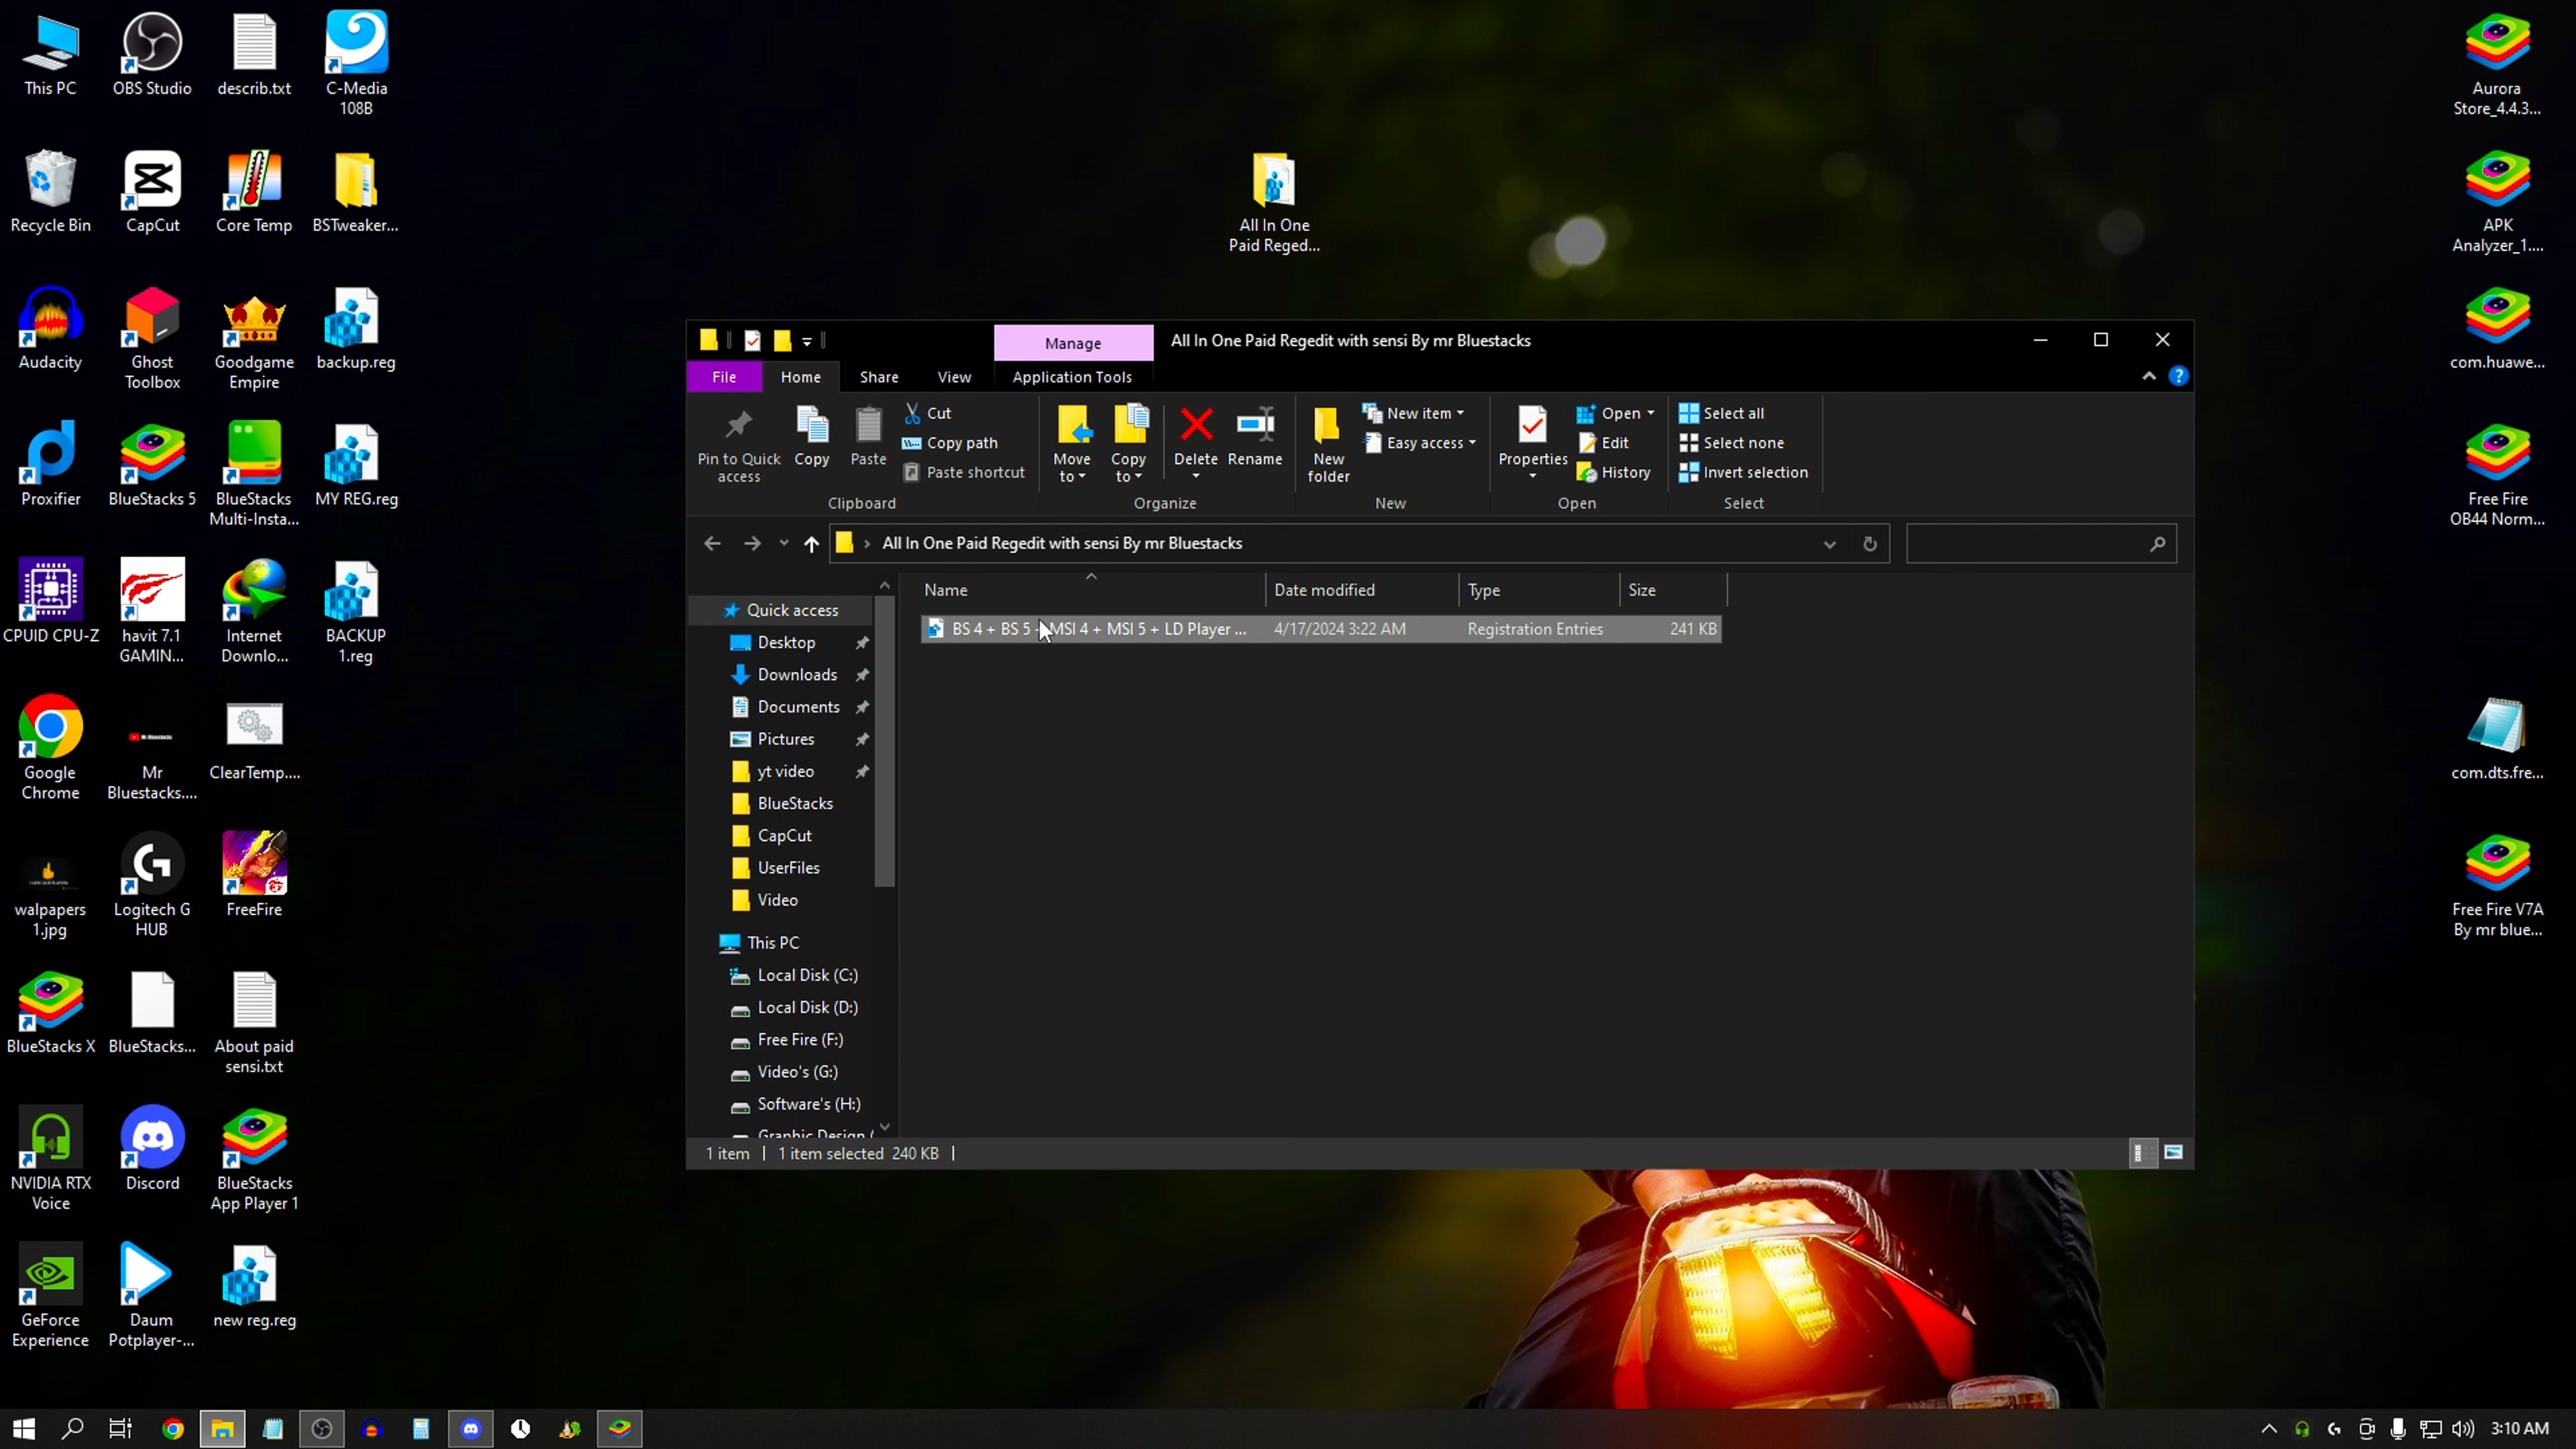 This PC
OBS Studio
describ.txt
C-Media
108B
Recycle Bin
CapCut
Core Temp
BSTweaker...
Audacity
Ghost
Toolbox
Goodgame
Empire
backup.reg
Proxifier
BlueStacks 5
BlueStacks
Multi-Insta...
MY REG.reg
CPUID CPU-Z
havit 7.1
GAMIN...
Internet
Downlo...
BACKUP
1.reg
Google
Chrome
Mr
Bluestacks....
ClearTemp....
walpapers
1.jpg
Logitech G
HUB
FreeFire
BlueStacks X
BlueStacks...
About paid
sensi.txt
NVIDIA RTX
Voice
Discord
BlueStacks
App Player 1
GeForce
Experience
Daum
Potplayer-...
new reg.reg
All In One
Paid Reged...
Aurora
Store_4.4.3...
APK
Analyzer_1....
com.huawe...
Free Fire
OB44 Norm...
com.dts.fre...
Free Fire V7A
By mr blue...
Manage
All In One Paid Regedit with sensi By mr Bluestacks
File
Home
Share
View
Application Tools
Pin to Quick
access
Copy
Paste
Cut
Copy path
Paste shortcut
Clipboard
Move
to
Copy
to
Delete
Rename
Organize
New
folder
New item
Easy access
New
Properties
Open
Edit
History
Open
Select all
Select none
Invert selection
Select
All In One Paid Regedit with sensi By mr Bluestacks
Name
Date modified
Type
Size
BS 4 + BS 5 + MSI 4 + MSI 5 + LD Player ...
4/17/2024 3:22 AM
Registration Entries
241 KB
Quick access
Desktop
Downloads
Documents
Pictures
yt video
BlueStacks
CapCut
UserFiles
Video
This PC
Local Disk (C:)
Local Disk (D:)
Free Fire (F:)
Video's (G:)
Software's (H:)
Graphic Design (
1 item
1 item selected 240 KB
3:10 AM